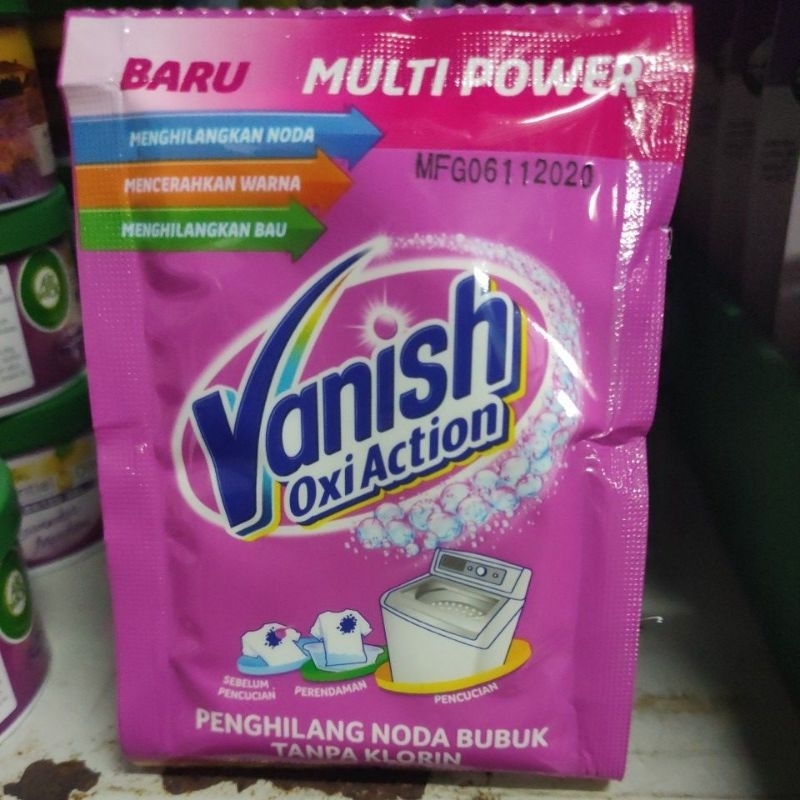 BARU MULTI POWER
MENGHILANGKAN NODA
MENCERAHKAN WARNA
MENGHILANGKAN BAU
MFG06112020
Vanish
Oxi Action
SEBELUM
PENCUCIAN
PERENDAMAN
PENCUCIAN
PENGHILANG NODA BUBUK
TANPA KLORIN